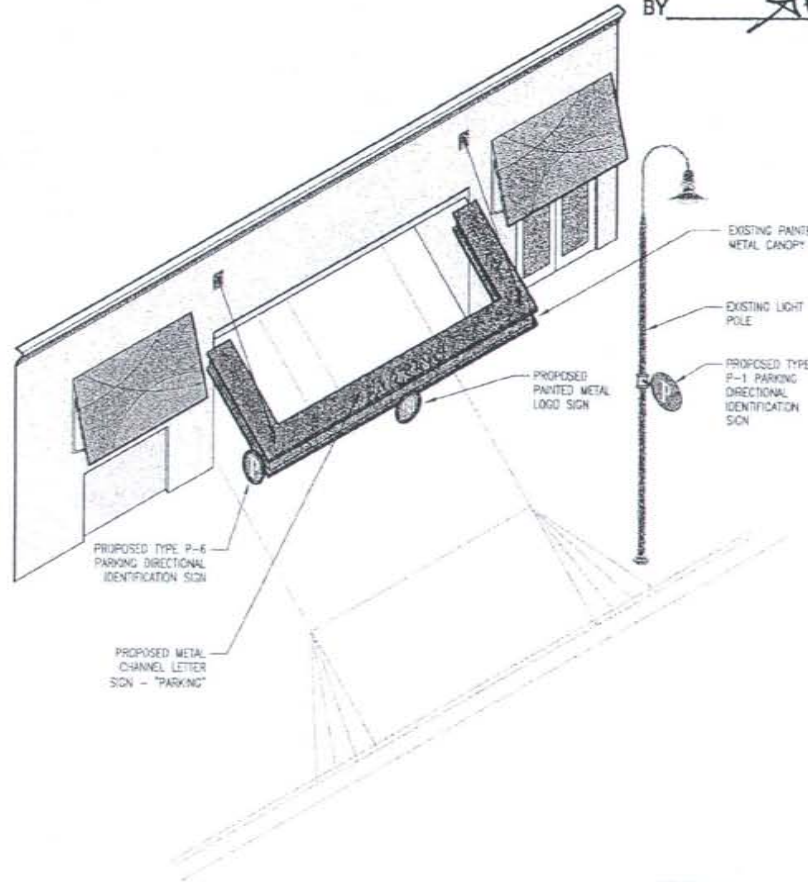 BY
EXISTING PAINTE
METAL CANOPY
EXISTING LIGHT
POLE
PROPOSED TYPE
P-1 PARKING
DIRECTIONAL
IDENTIFICATION
SIGN
PROPOSED
PAINTED METAL
LOGO SIGN
PROPOSED TYPE P-6
PARKING DIRECTIONAL
IDENTIFICATION SIGN
PROPOSED METAL
CHANNEL LETTER
SIGN - "PARKING"